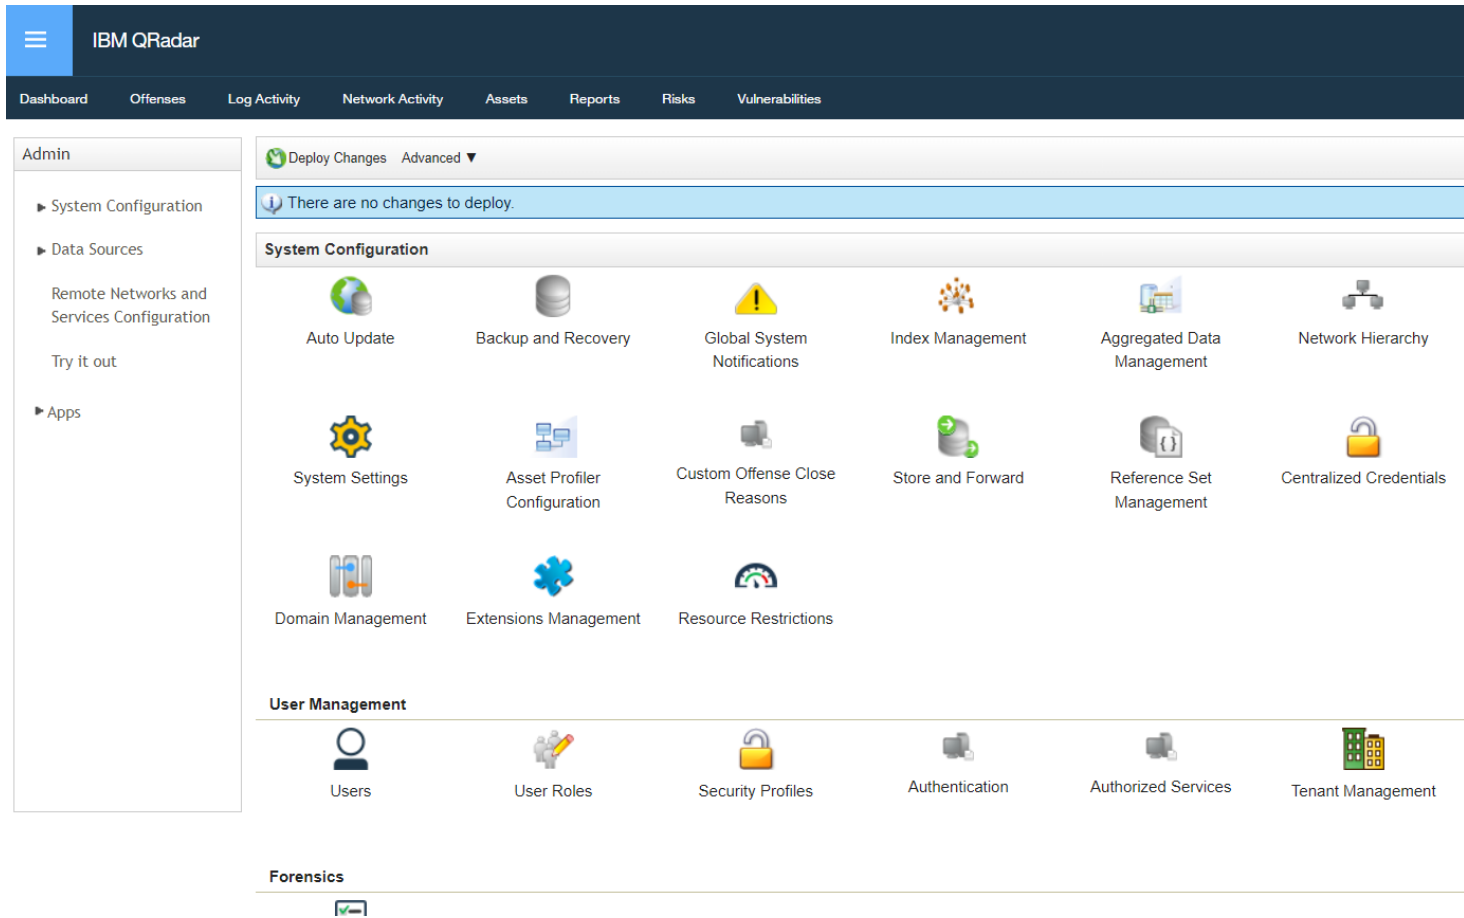 IBM QRadar
Dashboard Offenses Log Activity Network Activity Assets Reports Risks Vulnerabilities
Admin
System Configuration
Data Sources
Remote Networks and
Services Configuration
Try it out
Apps
Deploy Changes Advanced ▼
There are no changes to deploy.
System Configuration
Auto Update
Backup and Recovery
Global System
Notifications
Index Management
Aggregated Data
Management
Network Hierarchy
System Settings
Asset Profiler
Configuration
Custom Offense Close
Reasons
Store and Forward
Reference Set
Management
Centralized Credentials
Domain Management
Extensions Management
Resource Restrictions
User Management
Users
User Roles
Security Profiles
Authentication
Authorized Services
Tenant Management
Forensics